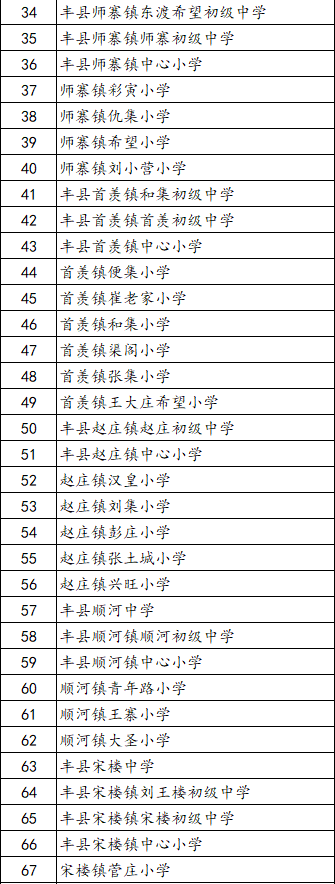 34 丰县师寨镇东渡希望初级中学
35 丰县师寨镇师寨初级中学
36 丰县师寨镇中心小学
37 师寨镇彩寅小学
38 师寨镇仇集小学
39 师寨镇希望小学
40 师寨镇刘小营小学
41 丰县首羡镇和集初级中学
42 丰县首羡镇首羡初级中学
43 丰县首羡镇中心小学
44 首羡镇便集小学
45 首羡镇崔老家小学
46 首羡镇和集小学
47 首羡镇渠阁小学
48 首羡镇张集小学
49 首羡镇王大庄希望小学
50 丰县赵庄镇赵庄初级中学
51 丰县赵庄镇中心小学
52 赵庄镇汉皇小学
53 赵庄镇刘集小学
54 赵庄镇彭庄小学
55 赵庄镇张土城小学
56 赵庄镇兴旺小学
57 丰县顺河中学
58 丰县顺河镇顺河初级中学
59 丰县顺河镇中心小学
60 顺河镇青年路小学
61 顺河镇王寨小学
62 顺河镇大圣小学
63 丰县宋楼中学
64 丰县宋楼镇刘王楼初级中学
65 丰县宋楼镇宋楼初级中学
66 丰县宋楼镇中心小学
67 宋楼镇菅庄小学